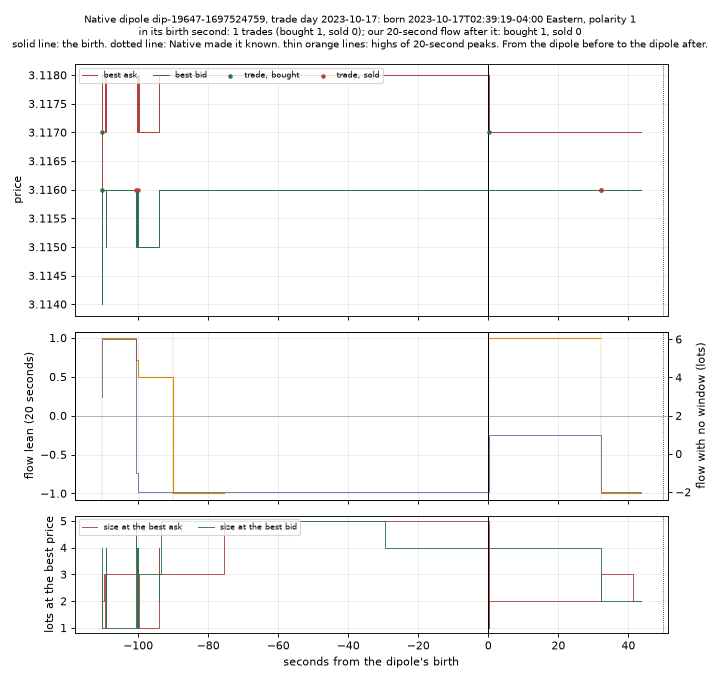 Native dipole dip-19647-1697524759, trade day 2023-10-17: born 2023-10-17T02:39:19-04:00 Eastern, polarity 1
in its birth second: 1 trades (bought 1, sold 0); our 20-second flow after it: bought 1, sold 0
solid line: the birth. dotted line: Native made it known. thin orange lines: highs of 20-second peaks. From the dipole before to the dipole after.
best ask
best bid
trade, bought
trade, sold
3.1180
3.1175
3.1170
3.1165
3.1160
3.1155
3.1150
3.1145
3.1140
price
1.0
0.5
0.0
−0.5
−1.0
flow lean (20 seconds)
6
4
2
0
−2
flow with no window (lots)
size at the best ask
size at the best bid
5
4
3
2
1
lots at the best price
−100
−80
−60
−40
−20
0
20
40
seconds from the dipole's birth